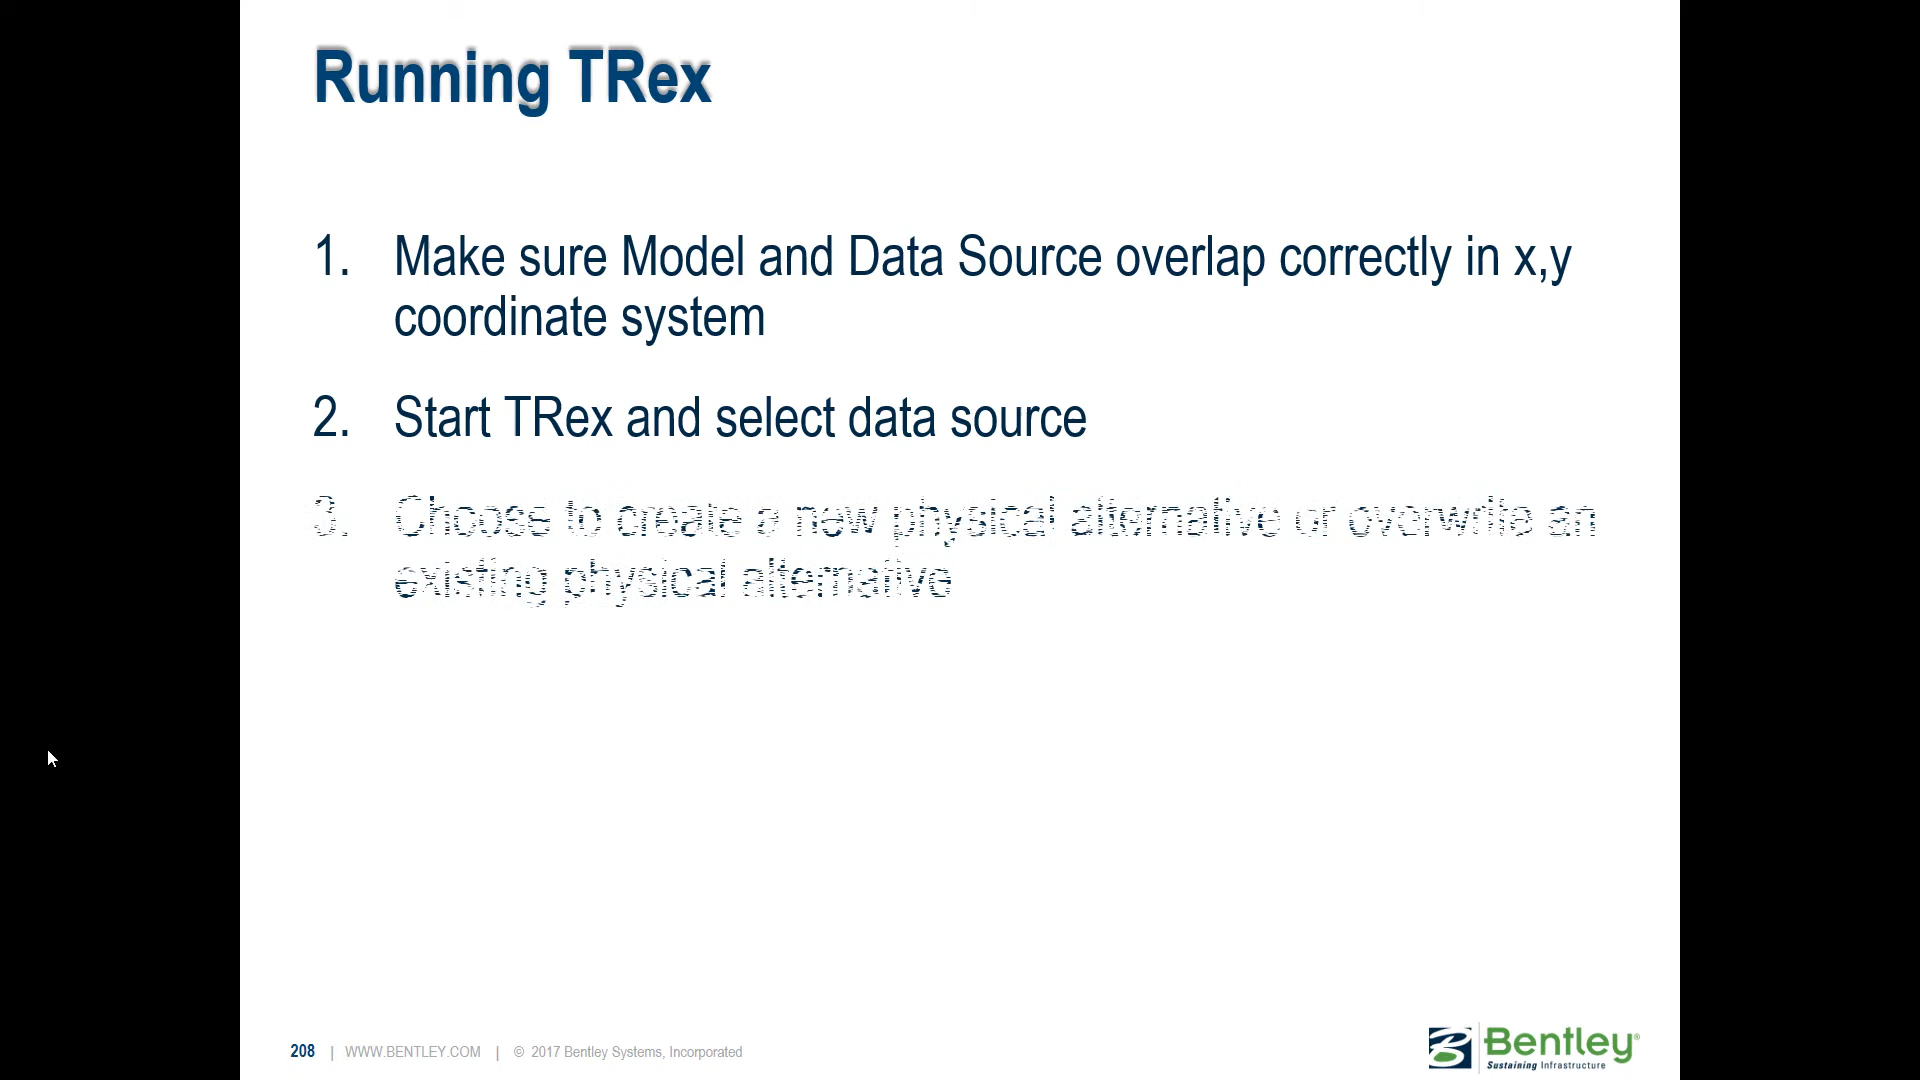 Running TRex
1. Make sure Model and Data Source overlap correctly in x,y
coordinate system
2. Start TRex and select data source
3. Choose to create a new physical alternative or overwrite an
existing physical alternative
208 | WWW.BENTLEY.COM | © 2017 Bentley Systems, Incorporated
Bentley®
Sustaining Infrastructure